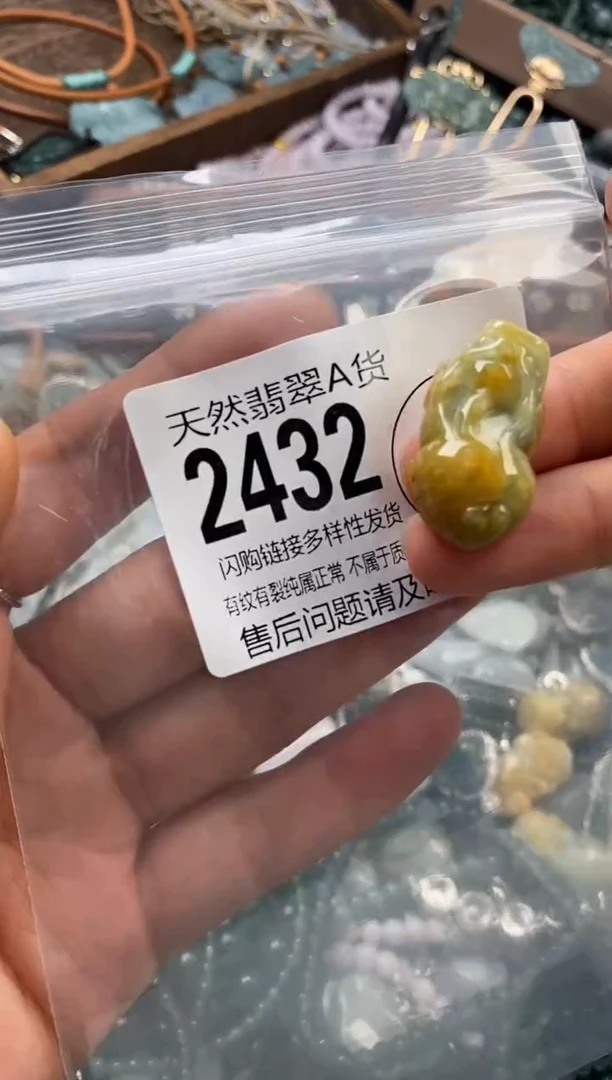 天然翡翠A货
2432
闪购链接多样性发货
有纹有裂纯属正常 不属于质
售后问题请及